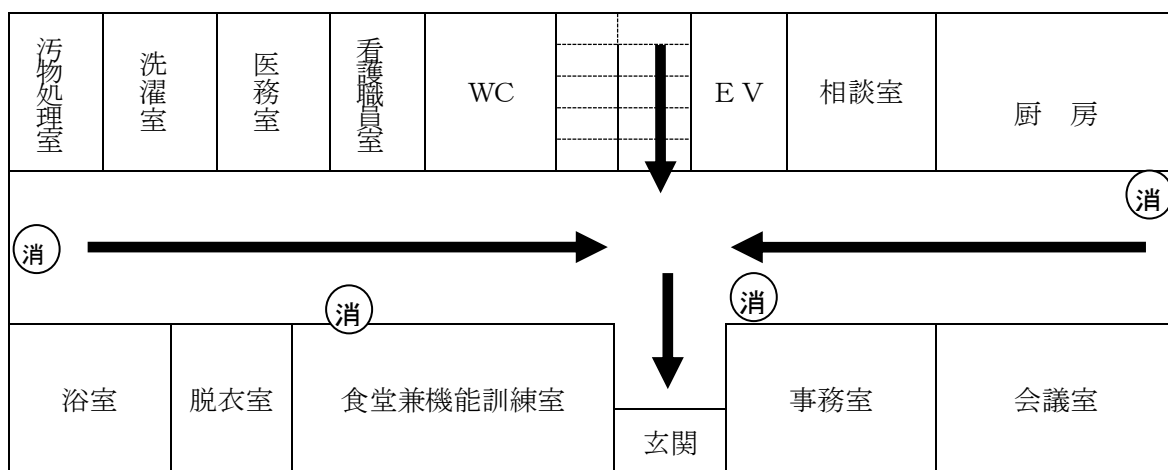 汚物処理室
洗濯室
医務室
看護職員室
WC
ＥＶ
相談室
厨　房
消
消
消
消
浴室
脱衣室
食堂兼機能訓練室
玄関
事務室
会議室